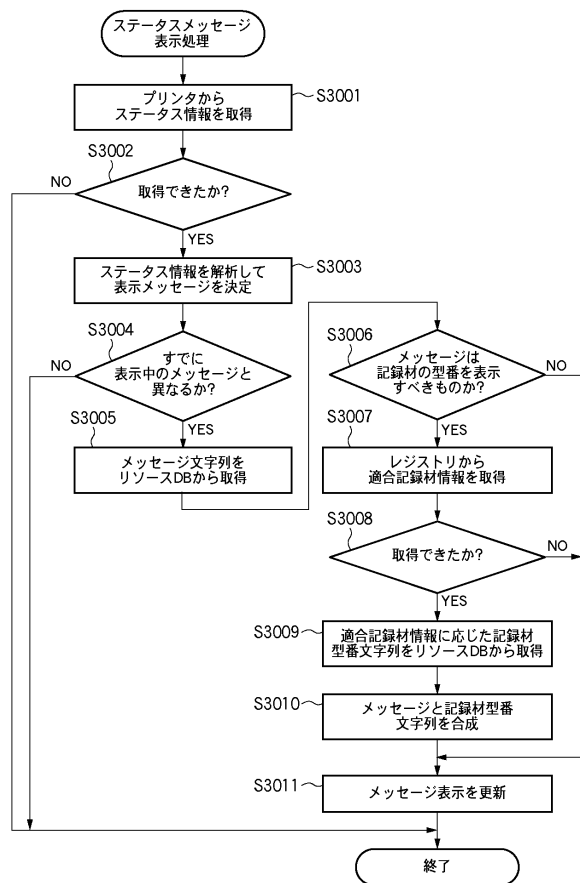 ステータスメッセージ
表示処理
プリンタから
ステータス情報を取得
S3001
S3002
NO
取得できたか?
YES
ステータス情報を解析して
表示メッセージを決定
S3003
S3004
NO
すでに
表示中のメッセージと
異なるか?
YES
S3005
メッセージ文字列を
リソースDBから取得
S3006
メッセージは
記録材の型番を表示
すべきものか?
NO
YES
S3007
レジストリから
適合記録材情報を取得
S3008
取得できたか?
NO
YES
S3009
適合記録材情報に応じた記録材
型番文字列をリソースDBから取得
S3010
メッセージと記録材型番
文字列を合成
S3011
メッセージ表示を更新
終了